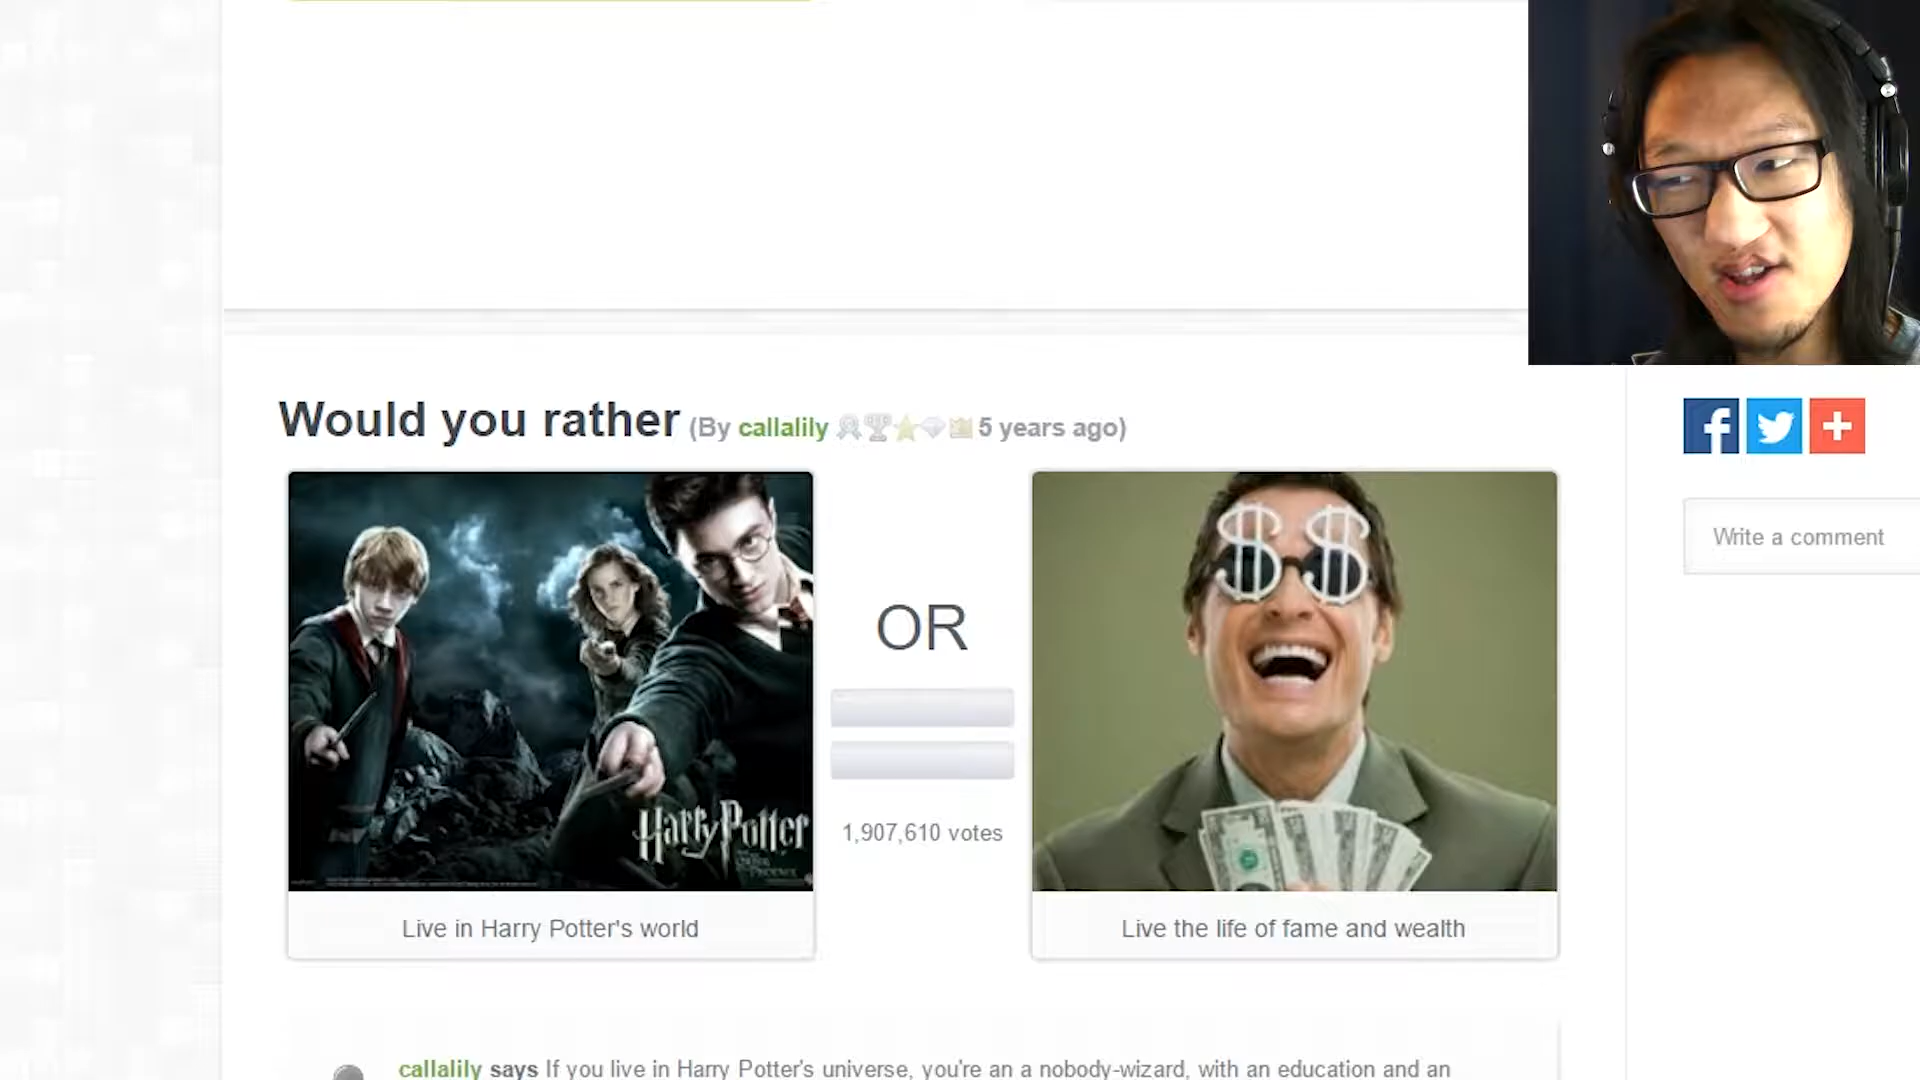 Would you rather (By callalily 5 years ago)
Harry Potter
OR
1,907,610 votes
Live in Harry Potter's world
Live the life of fame and wealth
Write a comment
callalily says If you live in Harry Potter's universe, you're an a nobody-wizard, with an education and an